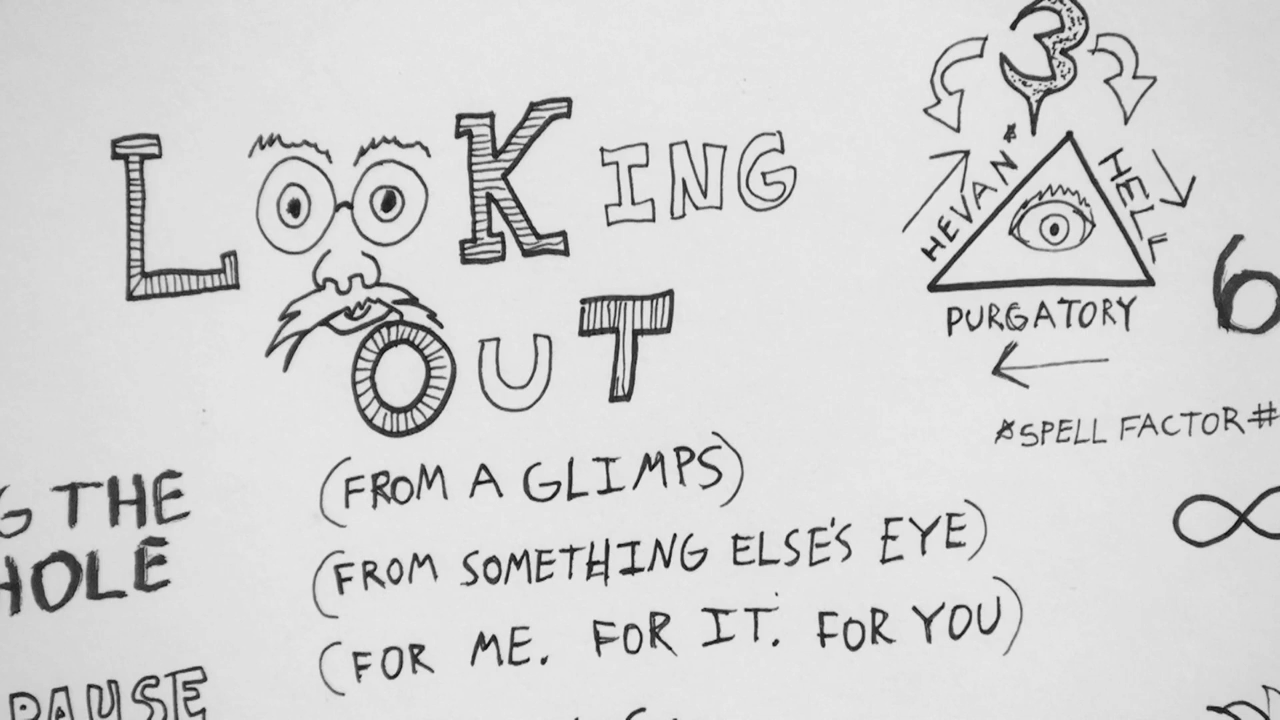 3
LOOKING
HEVAN*
HELL
OUT
PURGATORY
6
*SPELL FACTOR #
(FROM A GLIMPS)
G THE
HOLE
∞
(FROM SOMETHING ELSE'S EYE)
(FOR ME. FOR IT. FOR YOU)
PAUSE